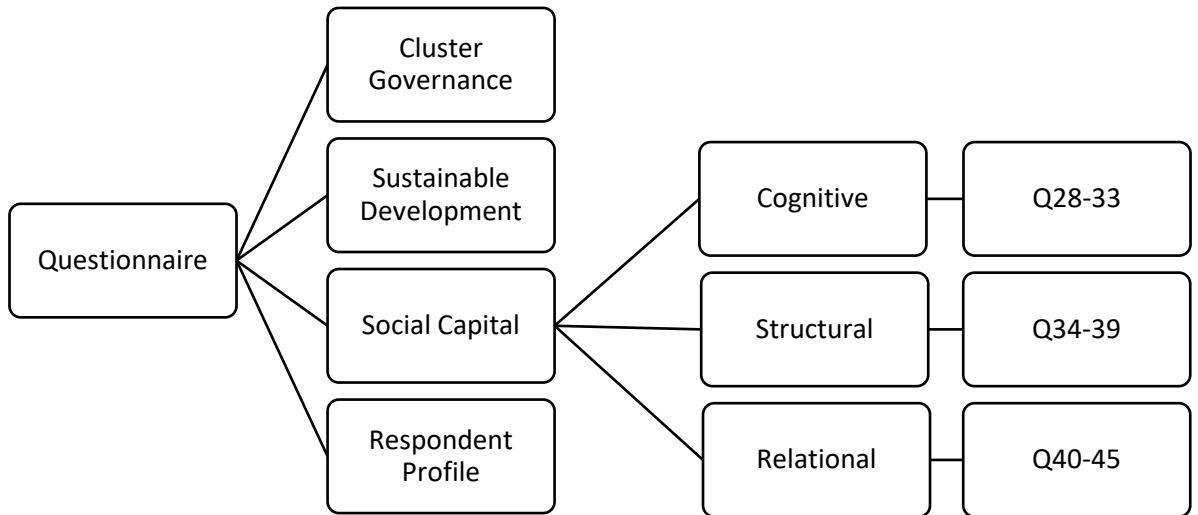 Questionnaire
Cluster
Governance
Sustainable
Development
Social Capital
Respondent
Profile
Cognitive
Q28-33
Structural
Q34-39
Relational
Q40-45